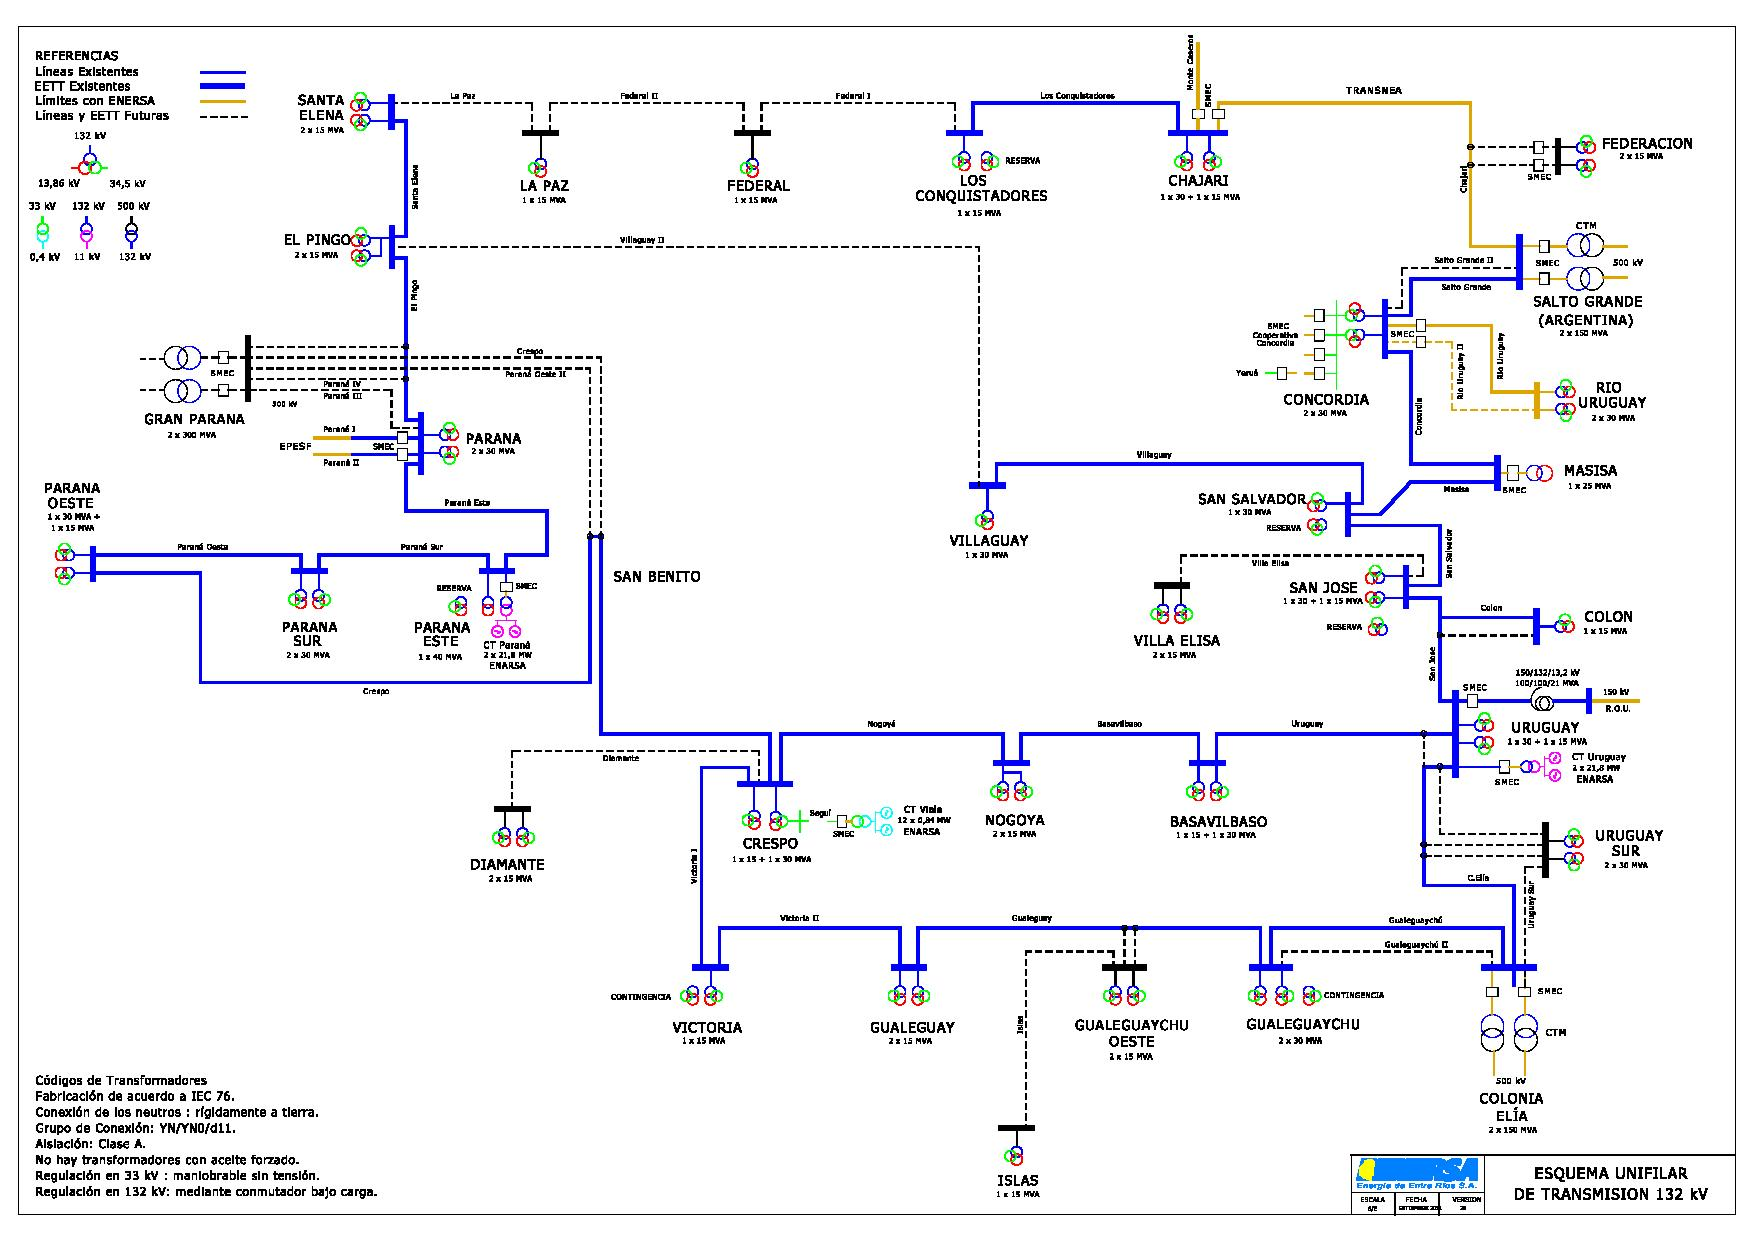 REFERENCIAS
Líneas Existentes
EETT Existentes
Límites con ENERSA
Líneas y EETT Futuras
132 kV
13,86 kV
34,5 kV
33 kV
132 kV
500 kV
0,4 kV
11 kV
132 kV
SANTA
ELENA
2 x 15 MVA
La Paz
Federal II
Federal I
Los Conquistadores
Monte Caseros
SMEC
TRANSNEA
LA PAZ
1 x 15 MVA
FEDERAL
1 x 15 MVA
RESERVA
LOS
CONQUISTADORES
1 x 15 MVA
CHAJARI
1 x 30 + 1 x 15 MVA
Chajarí
SMEC
FEDERACION
2 x 15 MVA
Santa Elena
EL PINGO
2 x 15 MVA
Villaguay II
El Pingo
CTM
SMEC
500 kV
SALTO GRANDE
(ARGENTINA)
2 x 150 MVA
Salto Grande II
Salto Grande
SMEC
Cooperativa
Concordia
Yeruá
SMEC
CONCORDIA
2 x 30 MVA
Río Uruguay
Río Uruguay II
RIO
URUGUAY
2 x 30 MVA
Concordia
SMEC
GRAN PARANA
2 x 300 MVA
500 kV
Crespo
Paraná Oeste II
Paraná IV
Paraná III
EPESF
Paraná I
Paraná II
SMEC
PARANA
2 x 30 MVA
Paraná Este
PARANA
OESTE
1 x 30 MVA +
1 x 15 MVA
Paraná Oeste
Paraná Sur
PARANA
SUR
2 x 30 MVA
RESERVA
PARANA
ESTE
1 x 40 MVA
SMEC
CT Paraná
2 x 21,8 MW
ENARSA
Crespo
SAN BENITO
Villaguay
VILLAGUAY
1 x 30 MVA
SAN SALVADOR
1 x 30 MVA
RESERVA
Masisa
SMEC
MASISA
1 x 25 MVA
San Salvador
Villa Elisa
VILLA ELISA
2 x 15 MVA
SAN JOSE
1 x 30 + 1 x 15 MVA
RESERVA
Colon
COLON
1 x 15 MVA
San Jose
SMEC
150/132/13,2 kV
100/100/21 MVA
150 kV
R.O.U.
URUGUAY
1 x 30 + 1 x 15 MVA
SMEC
CT Uruguay
2 x 21,8 MW
ENARSA
Nogoyá
Basavilbaso
Uruguay
Diamante
DIAMANTE
2 x 15 MVA
CRESPO
1 x 15 + 1 x 30 MVA
Seguí
SMEC
CT Viale
12 x 0,84 MW
ENARSA
NOGOYA
2 x 15 MVA
BASAVILBASO
1 x 15 + 1 x 30 MVA
URUGUAY
SUR
2 x 30 MVA
Uruguay Sur
C.Elía
Victoria I
Victoria II
Gualeguay
Gualeguaychú
Gualeguaychú II
CONTINGENCIA
VICTORIA
1 x 15 MVA
GUALEGUAY
2 x 15 MVA
Islas
GUALEGUAYCHU
OESTE
2 x 15 MVA
CONTINGENCIA
GUALEGUAYCHU
2 x 30 MVA
SMEC
CTM
500 kV
COLONIA
ELÍA
2 x 150 MVA
ISLAS
1 x 15 MVA
Códigos de Transformadores
Fabricación de acuerdo a IEC 76.
Conexión de los neutros : rígidamente a tierra.
Grupo de Conexión: YN/YN0/d11.
Aislación: Clase A.
No hay transformadores con aceite forzado.
Regulación en 33 kV : maniobrable sin tensión.
Regulación en 132 kV: mediante conmutador bajo carga.
ENERSA
Energía de Entre Ríos S.A.
ESCALA
FECHA
VERSION
S/E
ESQUEMA UNIFILAR
DE TRANSMISION 132 kV